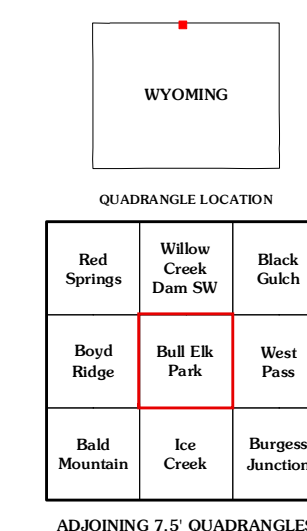 WYOMING
QUADRANGLE LOCATION
Red
Springs
Willow
Creek
Dam SW
Black
Gulch
Boyd
Ridge
Bull Elk
Park
West
Pass
Bald
Mountain
Ice
Creek
Burgess
Junction
ADJOINING 7.5' QUADRANGLES